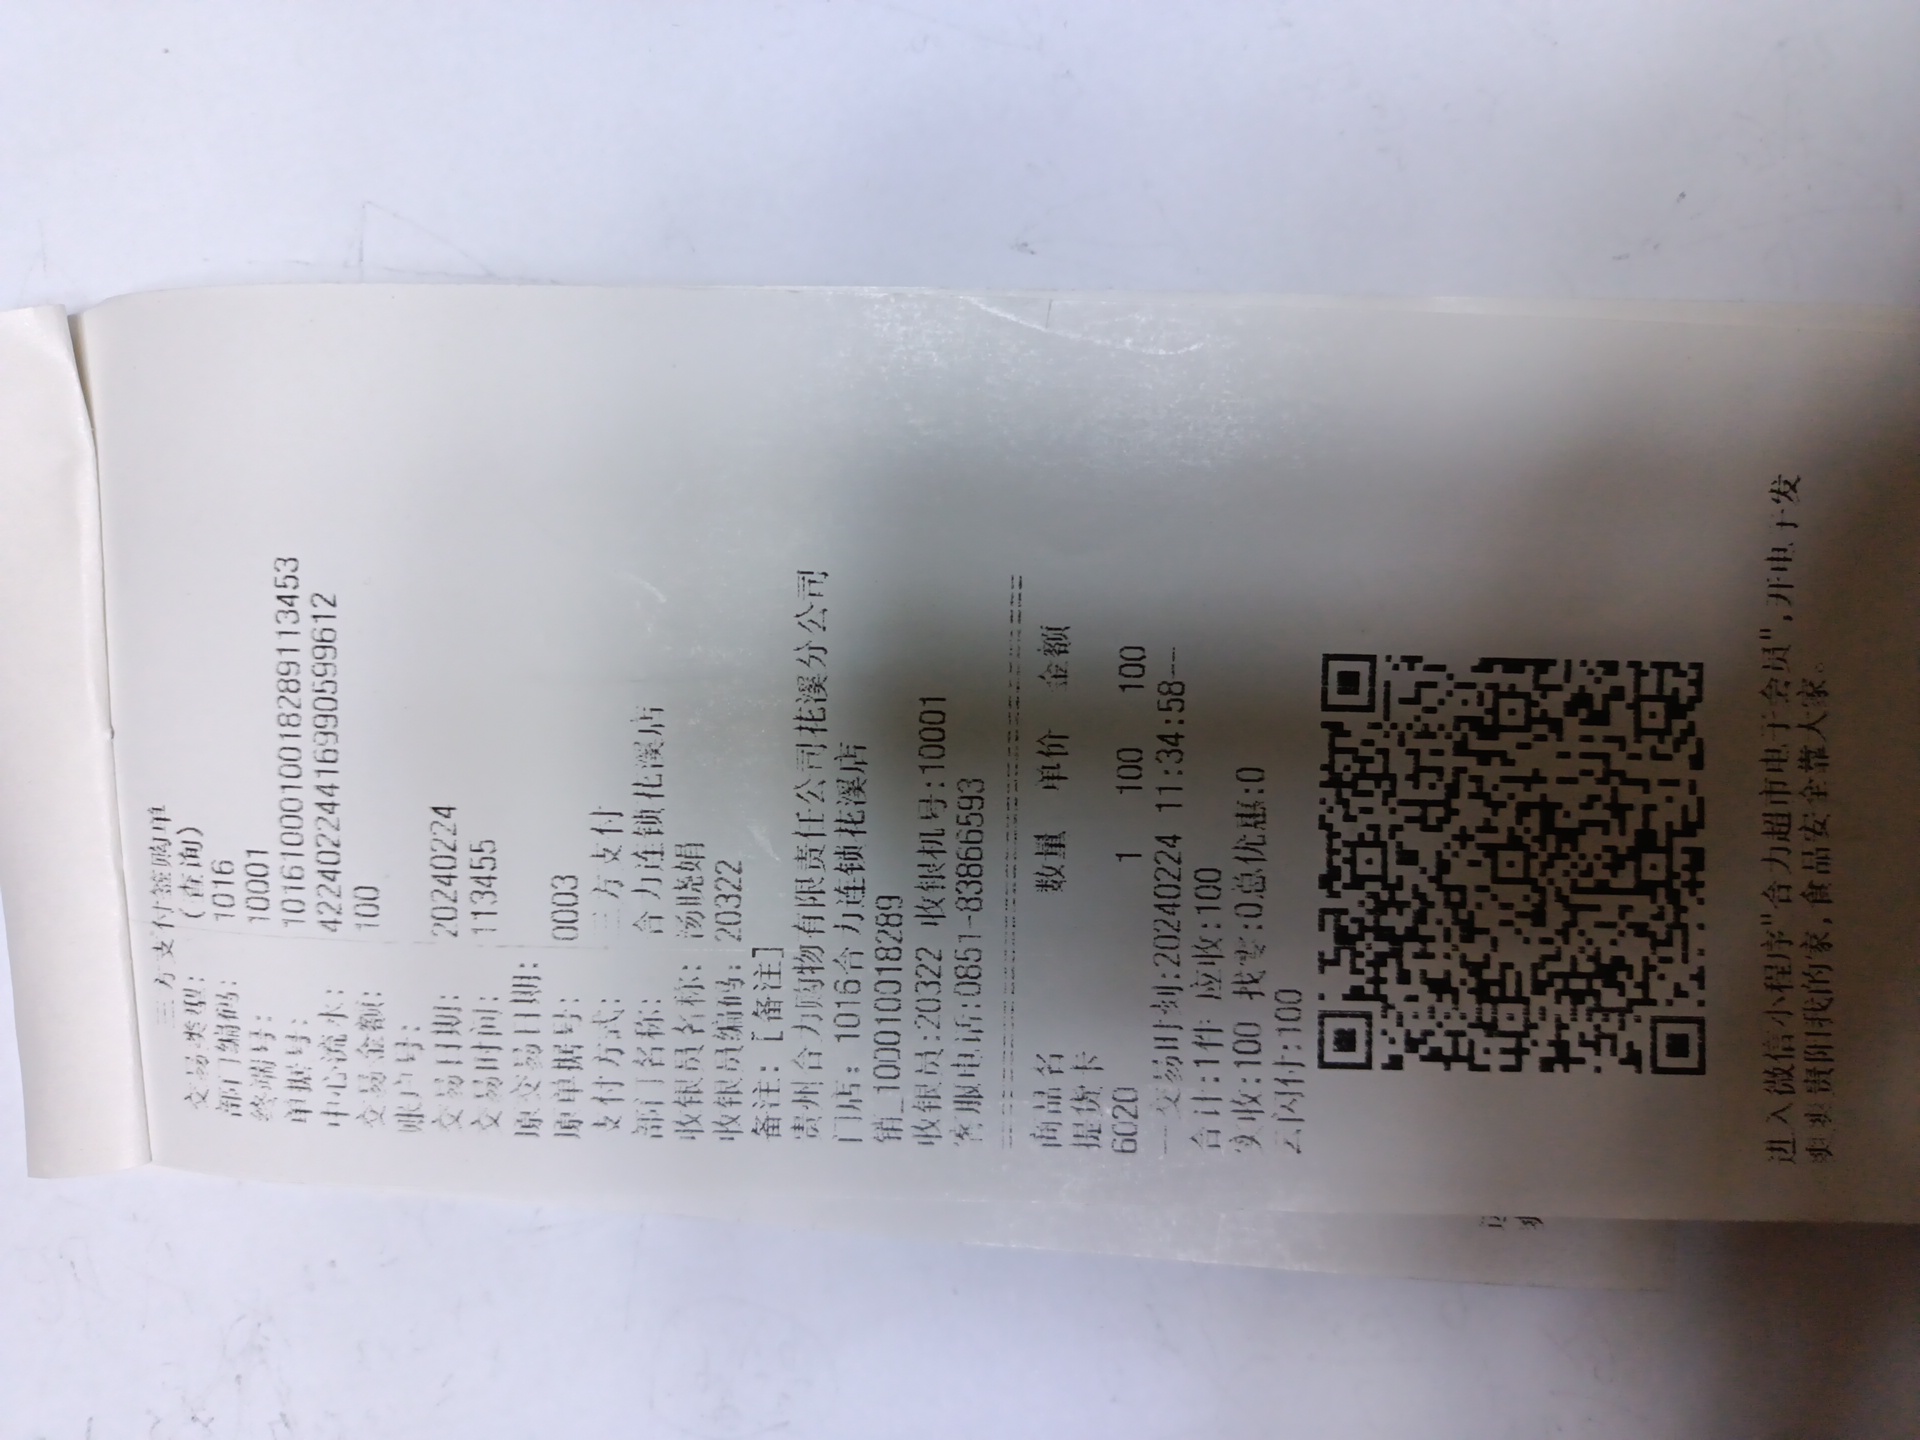 三方支付签购单
交易类型: (查询)
部门编码: 1016
终端号: 10001
单据号: 1016100010018289113453
中心流水: 4224022441699059599612
交易金额: 100
账户号:
交易日期: 20240224
交易时间: 113455
原交易日期:
原单据号: 0003
支付方式: 三方支付
部门名称: 合力连锁花溪店
收银员名称: 汤晓娟
收银员编码: 20322
备注: [备注]
贵州合力购物有限责任公司花溪分公司
门店: 1016合力连锁花溪店
销_1000100182​89
收银员:20322 收银机号:10001
客服电话:0851-83866593
商品名 数量 单价 金额
提货卡
6020 1 100 100
---交易时刻:20240224 11:34:58---
合计:1件 应收:100
实收:100 找零:0总优惠:0
云闪付:100
进入微信小程序"合力超市电子会员",开电子发
贵阳我的家,食品安全靠大家。